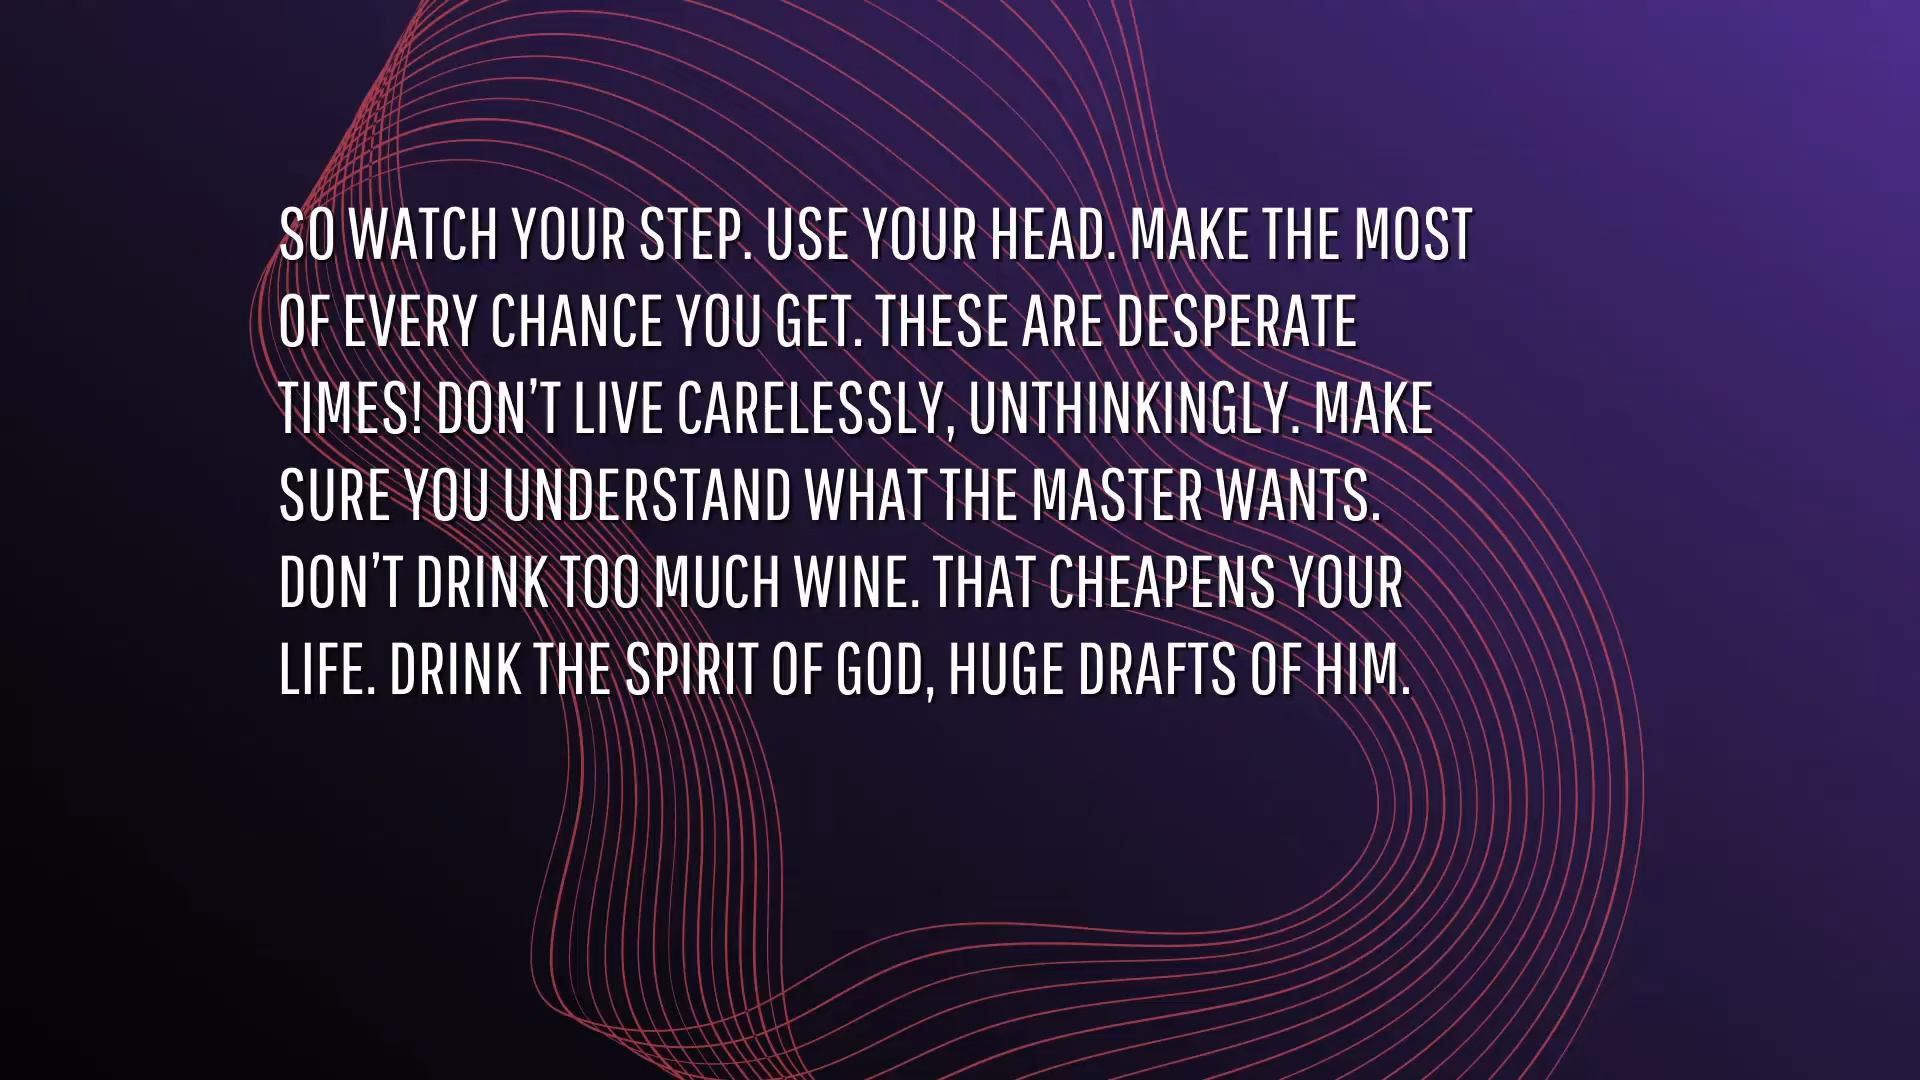 SO WATCH YOUR STEP. USE YOUR HEAD. MAKE THE MOST
OF EVERY CHANCE YOU GET. THESE ARE DESPERATE
TIMES! DON’T LIVE CARELESSLY, UNTHINKINGLY. MAKE
SURE YOU UNDERSTAND WHAT THE MASTER WANTS.
DON’T DRINK TOO MUCH WINE. THAT CHEAPENS YOUR
LIFE. DRINK THE SPIRIT OF GOD, HUGE DRAFTS OF HIM.